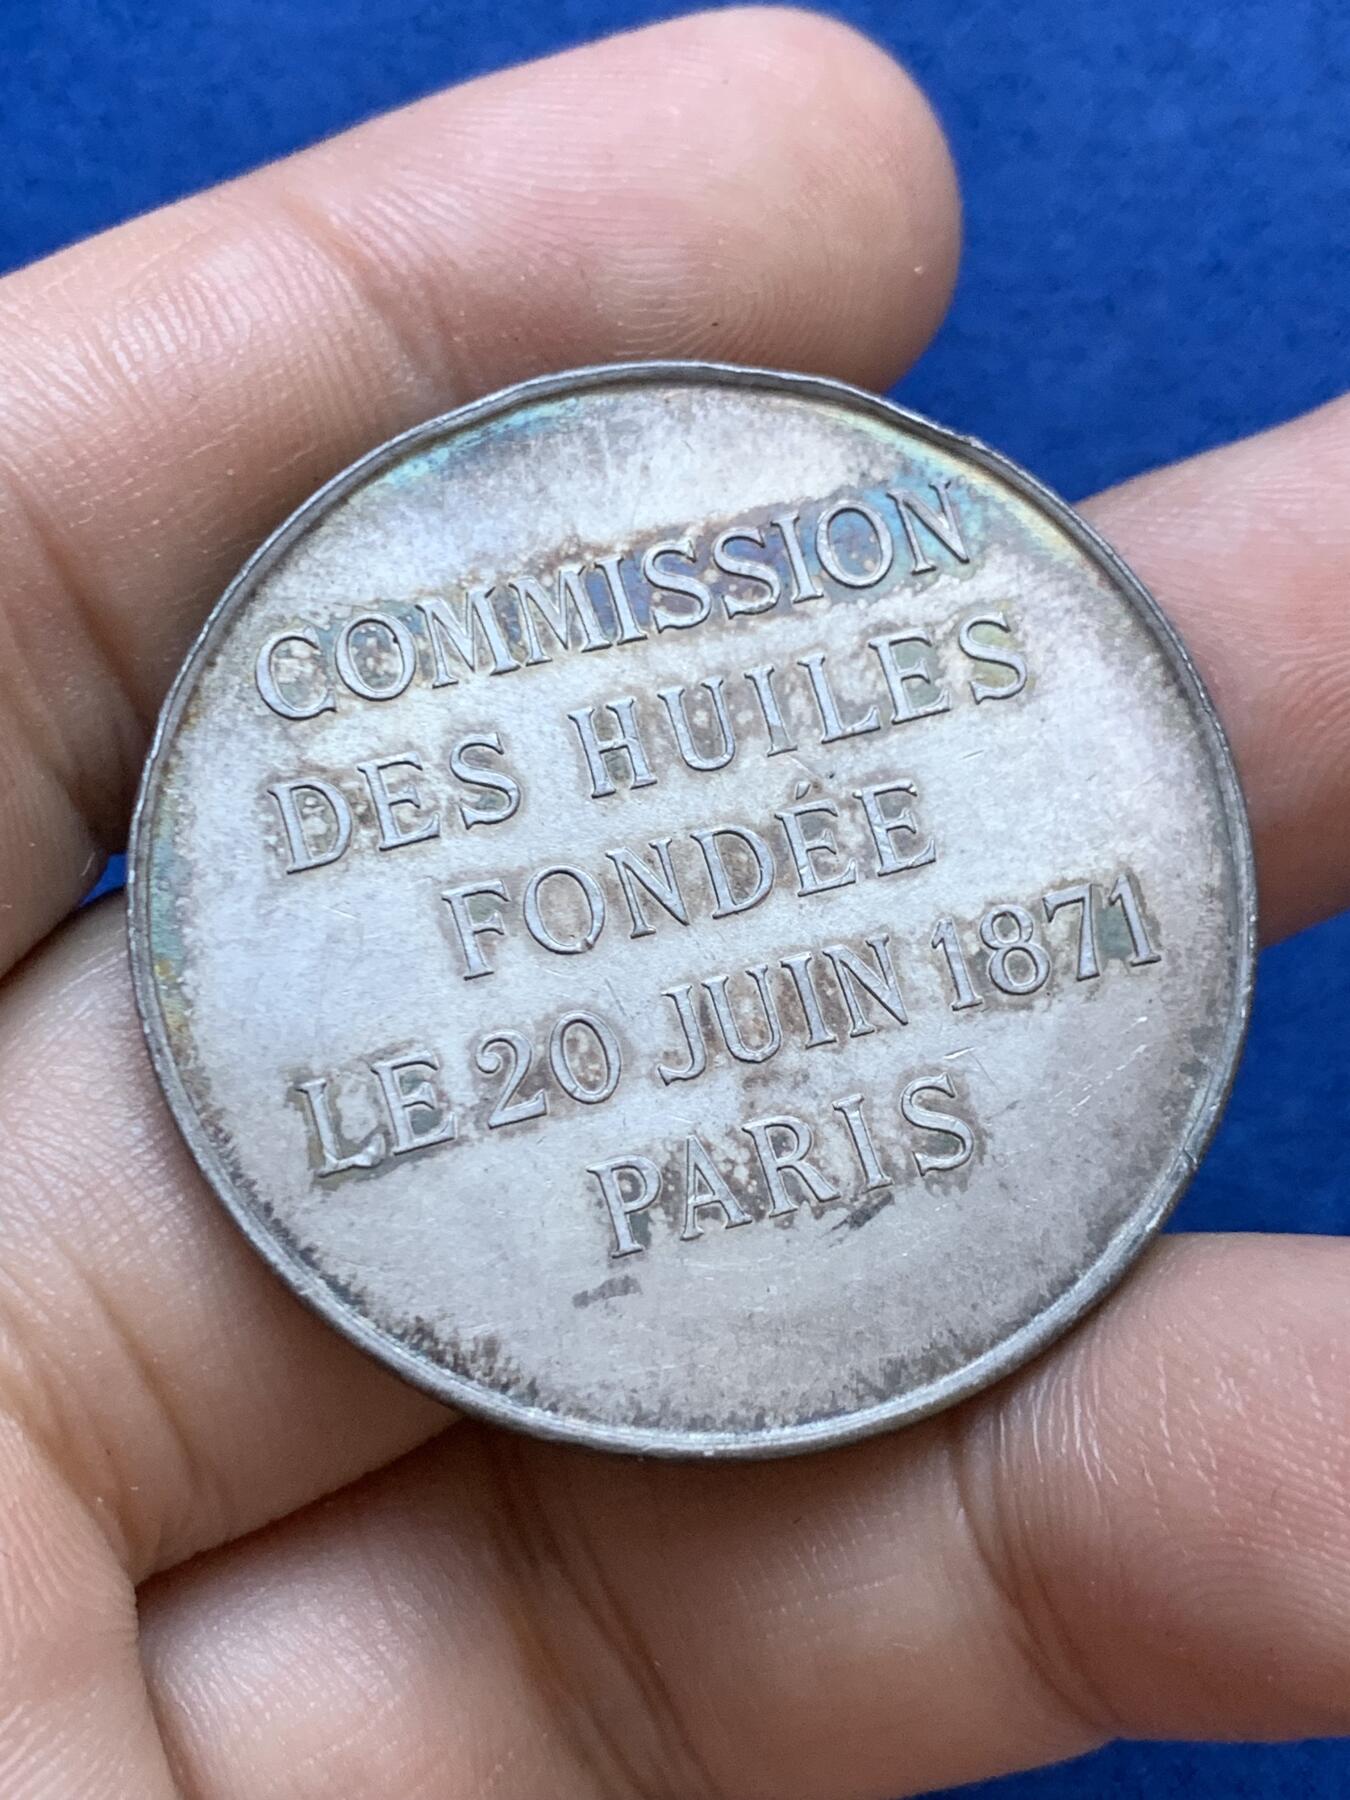 COMMISSION
DES HUILES
FONDÉE
LE 20 JUIN 1871
PARIS